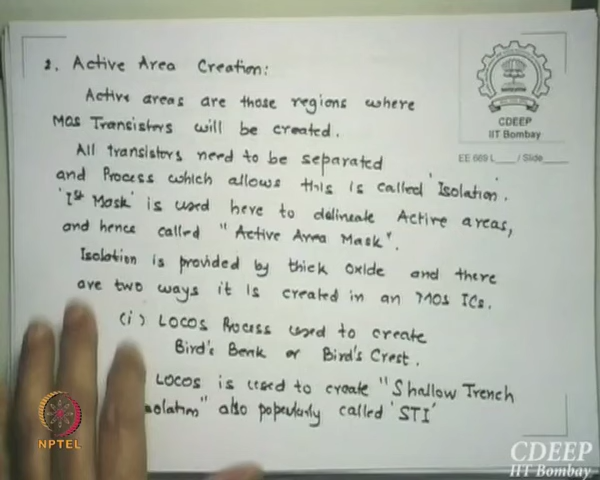 2. Active Area Creation:
Active areas are those regions where
MOS Transistors will be created.
All transistors need to be separated
and Process which allows this is called 'Isolation'.
'Ist Mask' is used here to delineate Active areas,
and hence called "Active Area Mask".
Isolation is provided by thick oxide and there
are two ways it is created in an MOS ICs.
(i) LOCOS Process used to create
Bird's Beak or Bird's Crest.
LOCOS is used to create "Shallow Trench
solation" also popularly called 'STI'
CDEEP
IIT Bombay
EE 669 L____ / Slide____
NPTEL
CDEEP
IIT Bombay